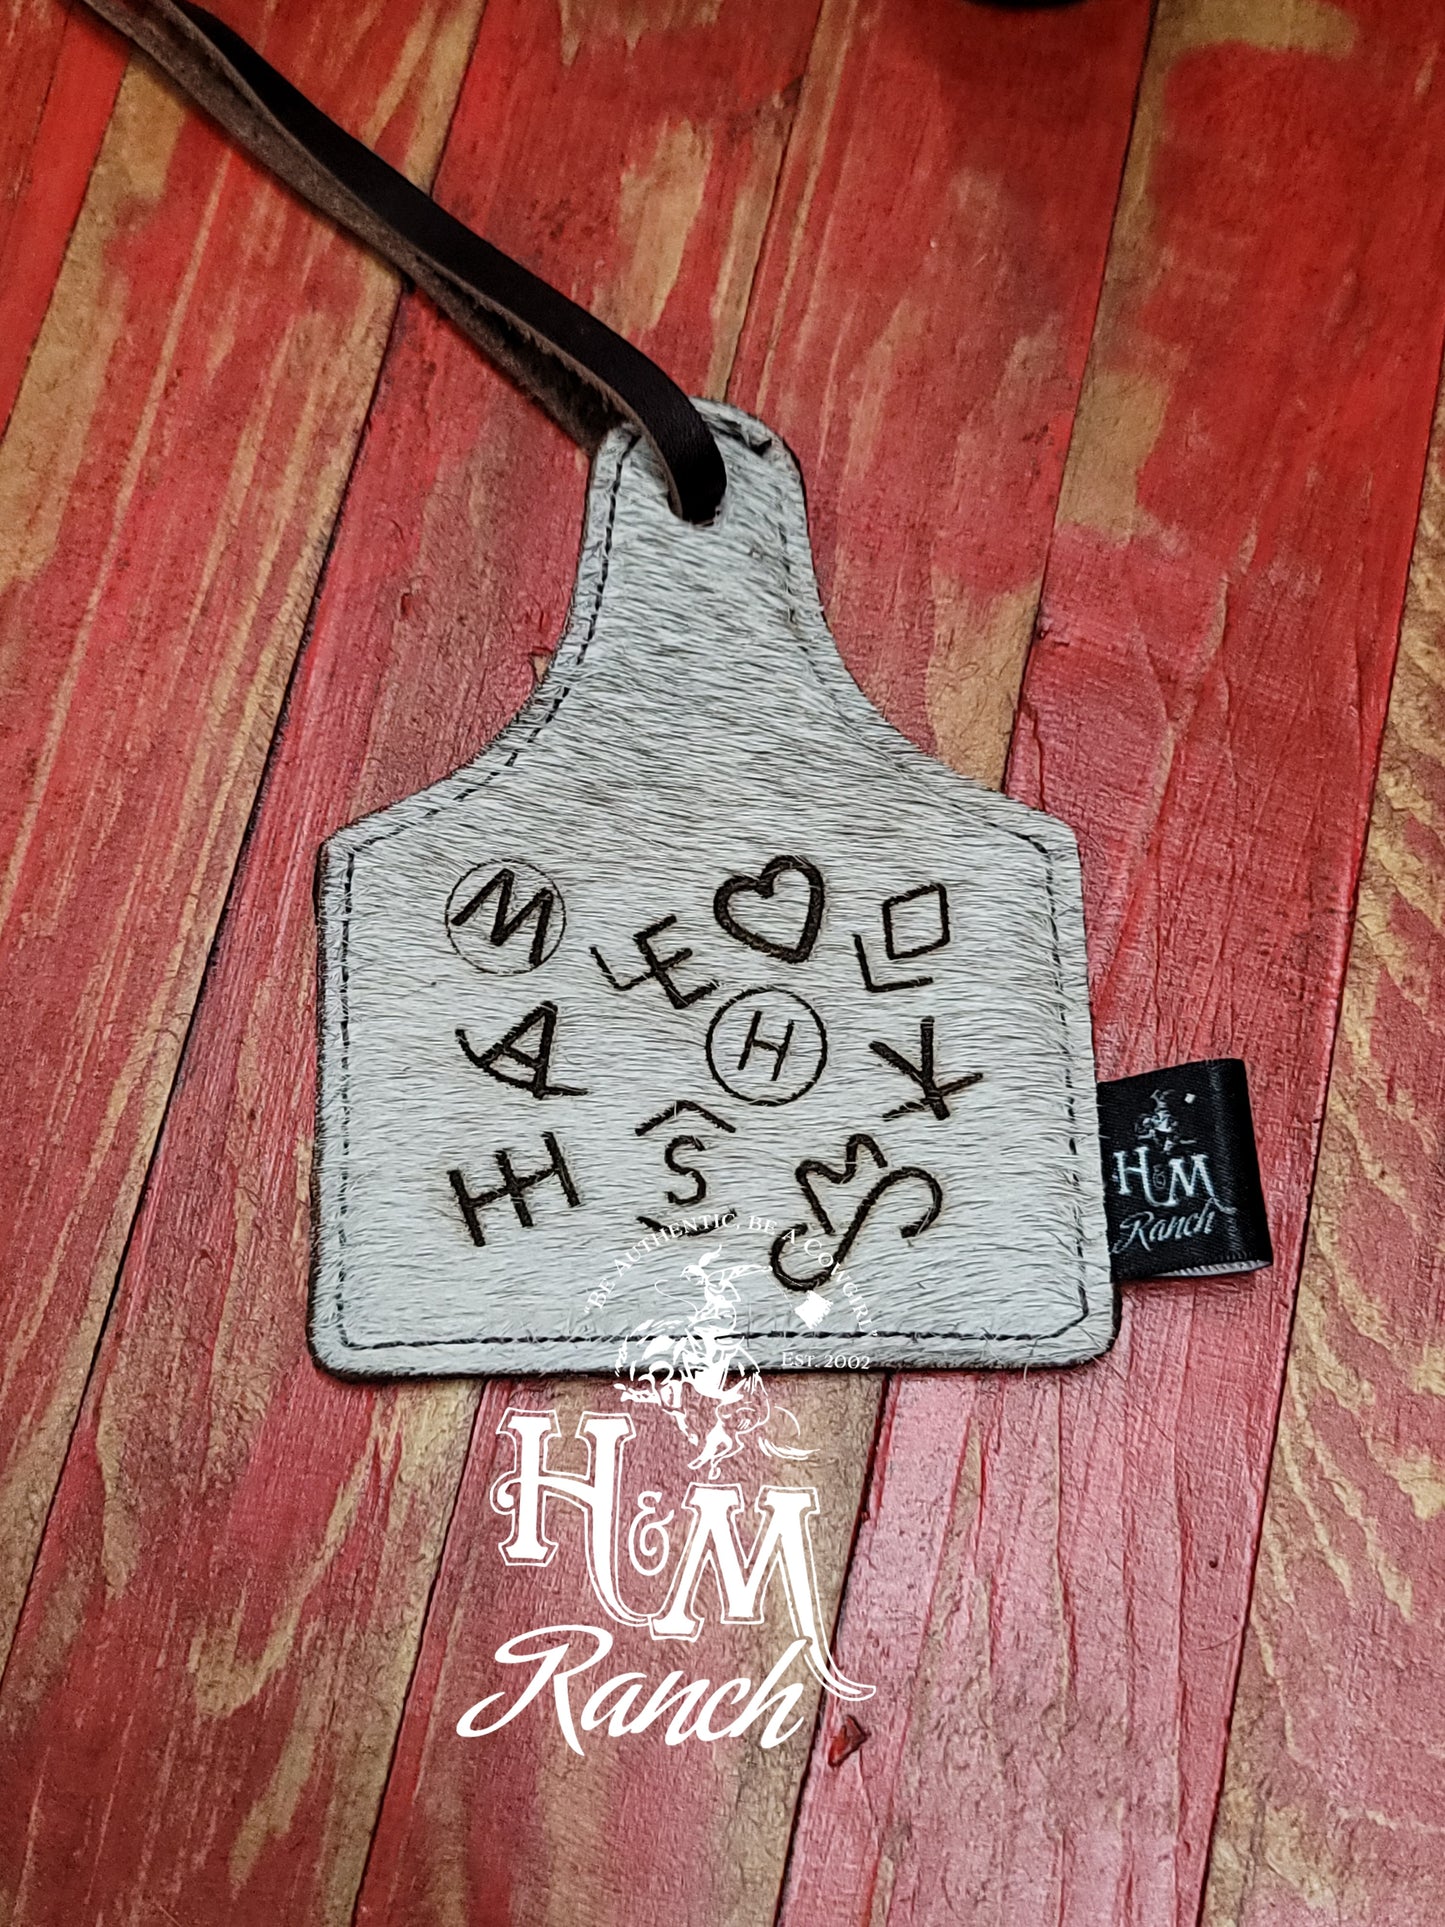 M
LE
H
A
S
H&M
Ranch
"BE AUTHENTIC, BE A COWGIRL"
EST. 2002
H&M
Ranch